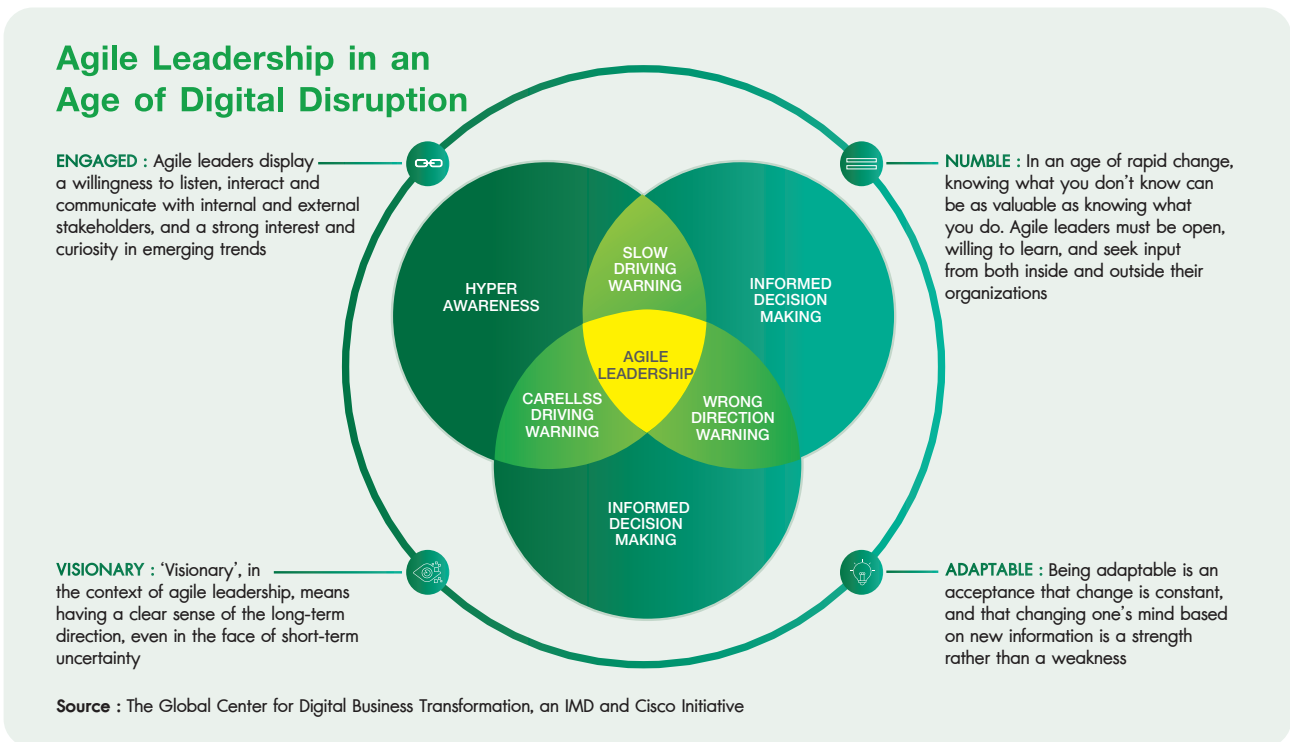 Agile Leadership in an
Age of Digital Disruption
ENGAGED : Agile leaders display
a willingness to listen, interact and
communicate with internal and external
stakeholders, and a strong interest and
curiosity in emerging trends
NUMBLE : In an age of rapid change,
knowing what you don't know can
be as valuable as knowing what
you do. Agile leaders must be open,
willing to learn, and seek input
from both inside and outside their
organizations
HYPER
AWARENESS
SLOW
DRIVING
WARNING
INFORMED
DECISION
MAKING
AGILE
LEADERSHIP
CARELLSS
DRIVING
WARNING
WRONG
DIRECTION
WARNING
INFORMED
DECISION
MAKING
VISIONARY : 'Visionary', in
the context of agile leadership, means
having a clear sense of the long-term
direction, even in the face of short-term
uncertainty
ADAPTABLE : Being adaptable is an
acceptance that change is constant,
and that changing one's mind based
on new information is a strength
rather than a weakness
Source : The Global Center for Digital Business Transformation, an IMD and Cisco Initiative